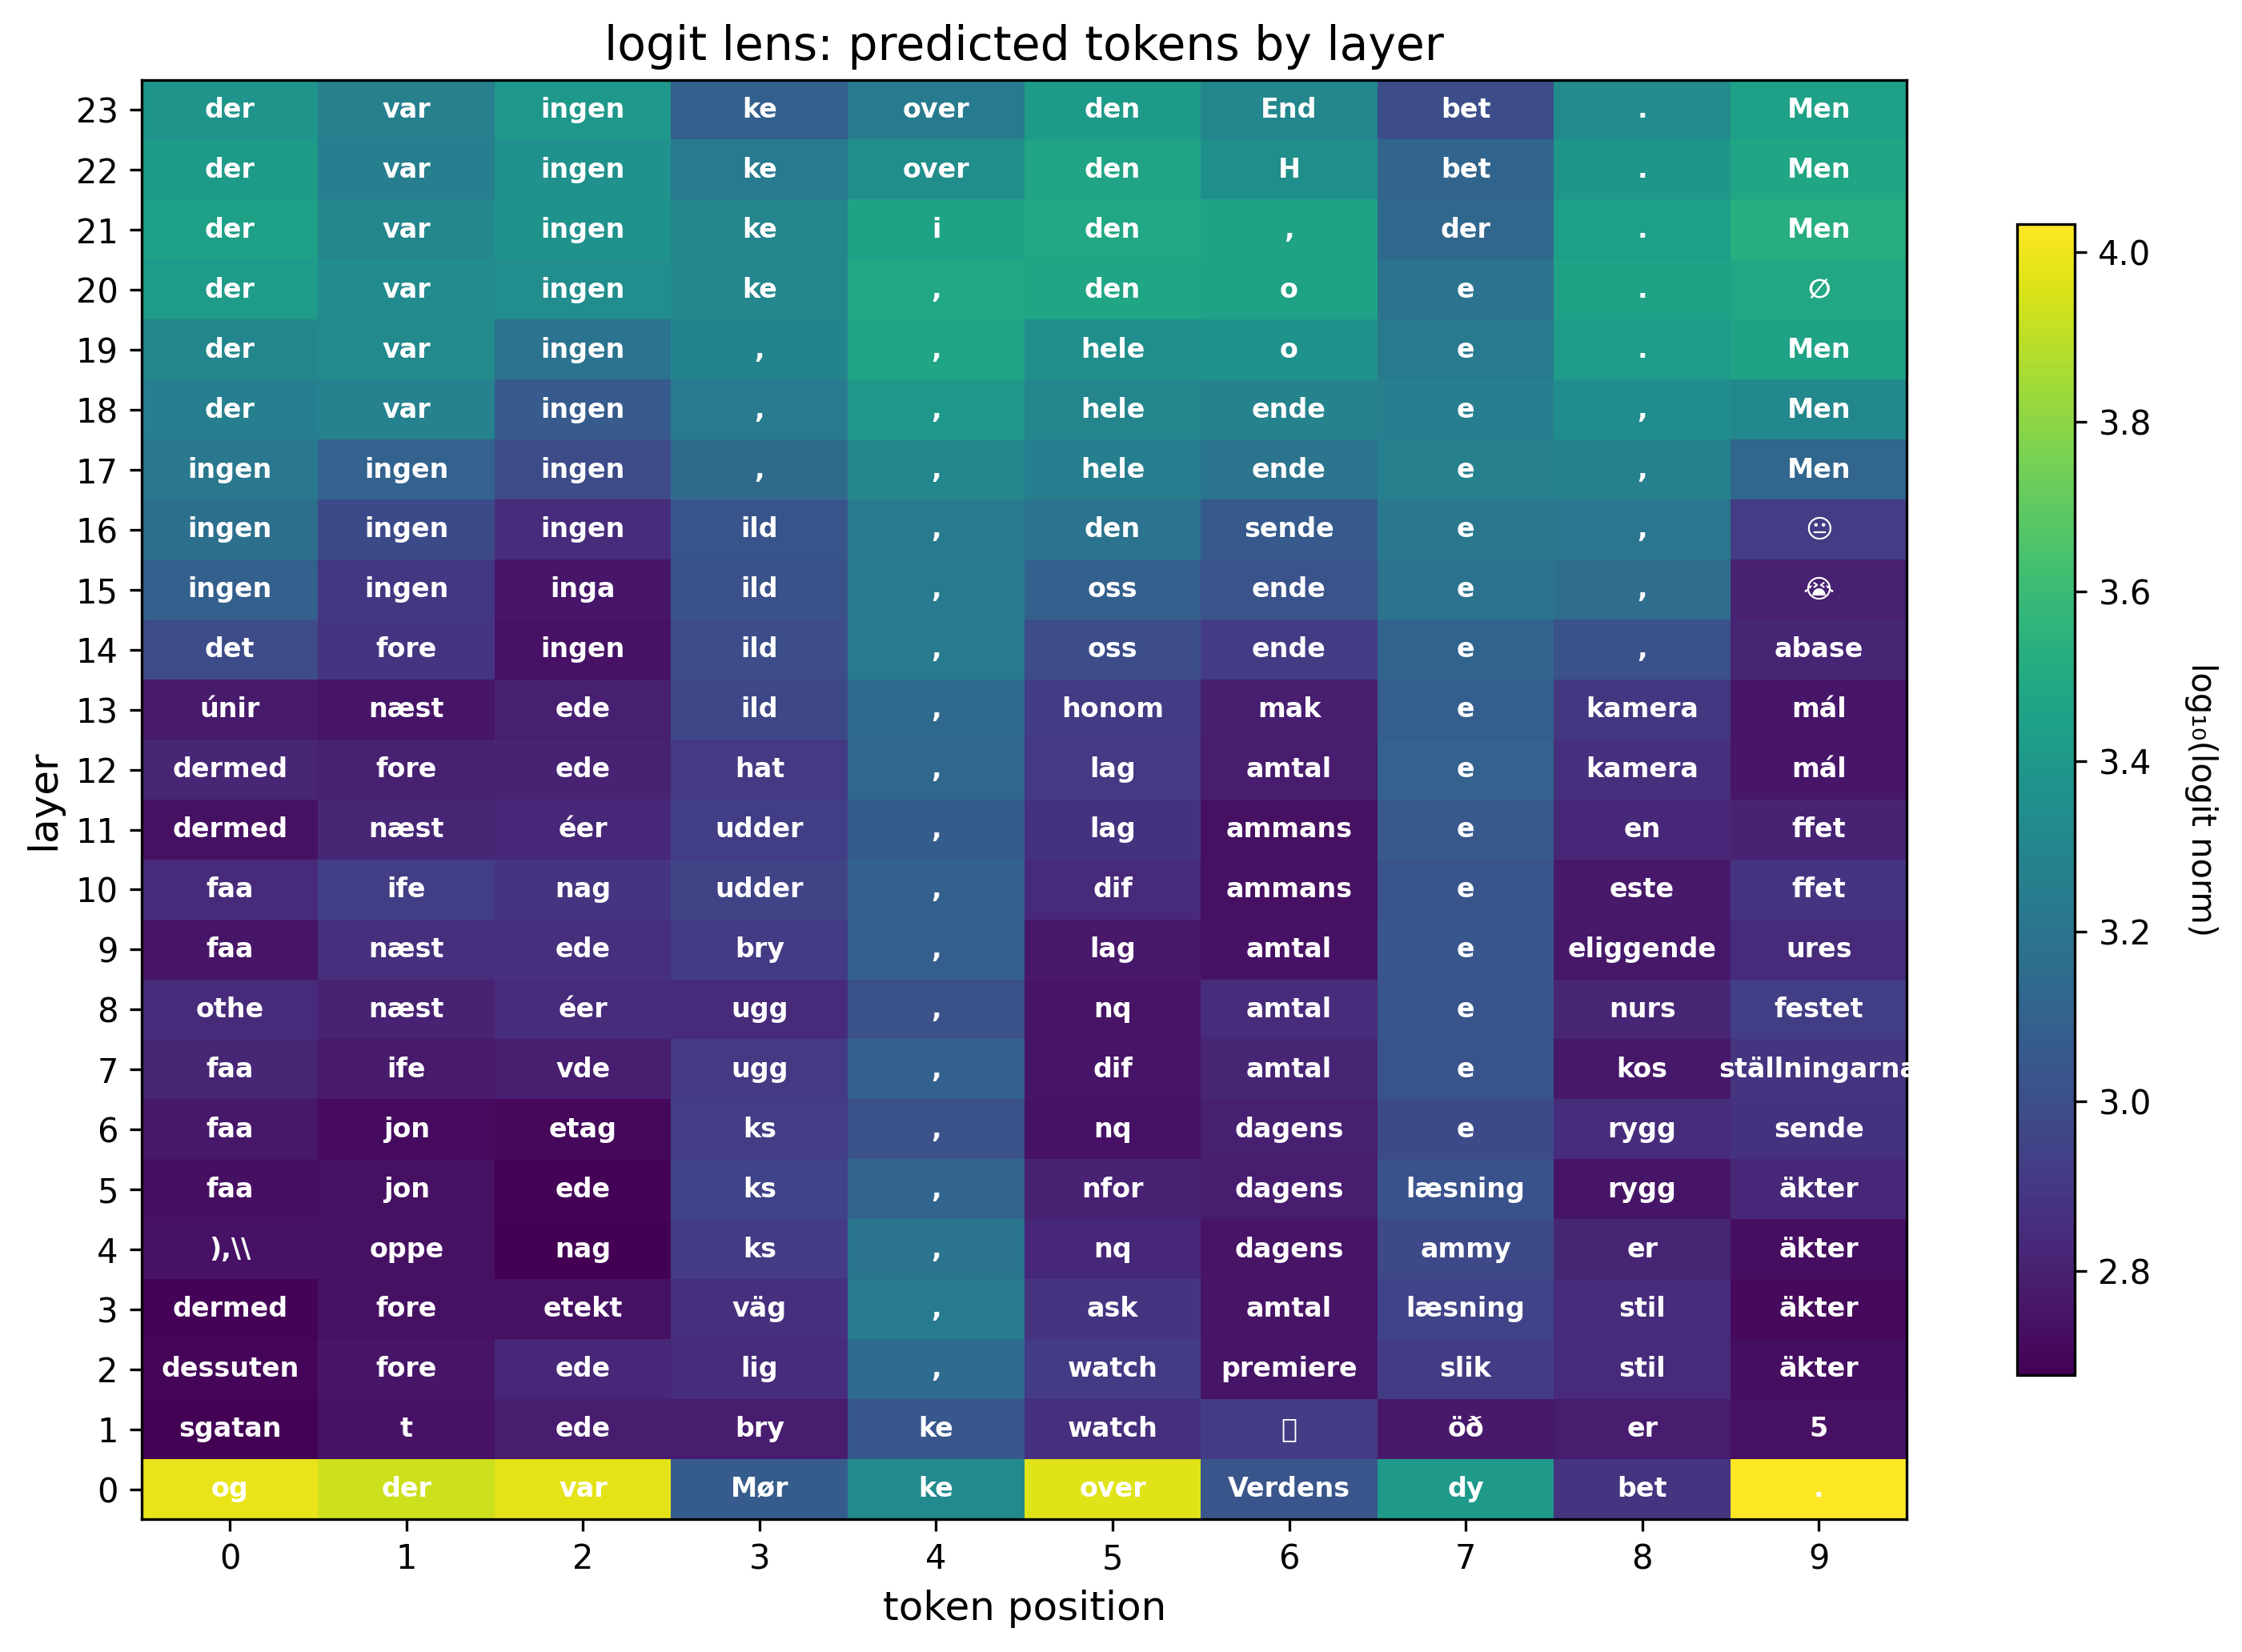 logit lens: predicted tokens by layer
23 der var ingen ke over den End bet . Men
22 der var ingen ke over den H bet . Men
21 der var ingen ke i den , der . Men
20 der var ingen ke , den o e . ∅
19 der var ingen , , hele o e . Men
18 der var ingen , , hele ende e , Men
17 ingen ingen ingen , , hele ende e , Men
16 ingen ingen ingen ild , den sende e , 😐
15 ingen ingen inga ild , oss ende e , 😭
14 det fore ingen ild , oss ende e , abase
13 únir næst ede ild , honom mak e kamera mál
12 dermed fore ede hat , lag amtal e kamera mál
11 dermed næst éer udder , lag ammans e en ffet
10 faa ife nag udder , dif ammans e este ffet
9 faa næst ede bry , lag amtal e eliggende ures
8 othe næst éer ugg , nq amtal e nurs festet
7 faa ife vde ugg , dif amtal e kos ställningarna
6 faa jon etag ks , nq dagens e rygg sende
5 faa jon ede ks , nfor dagens læsning rygg äkter
4 ),\\ oppe nag ks , nq dagens ammy er äkter
3 dermed fore etekt väg , ask amtal læsning stil äkter
2 dessuten fore ede lig , watch premiere slik stil äkter
1 sgatan t ede bry ke watch öð er 5
0 og der var Mør ke over Verdens dy bet .
0 1 2 3 4 5 6 7 8 9
token position
layer
4.0
3.8
3.6
3.4
3.2
3.0
2.8
log₁₀(logit norm)